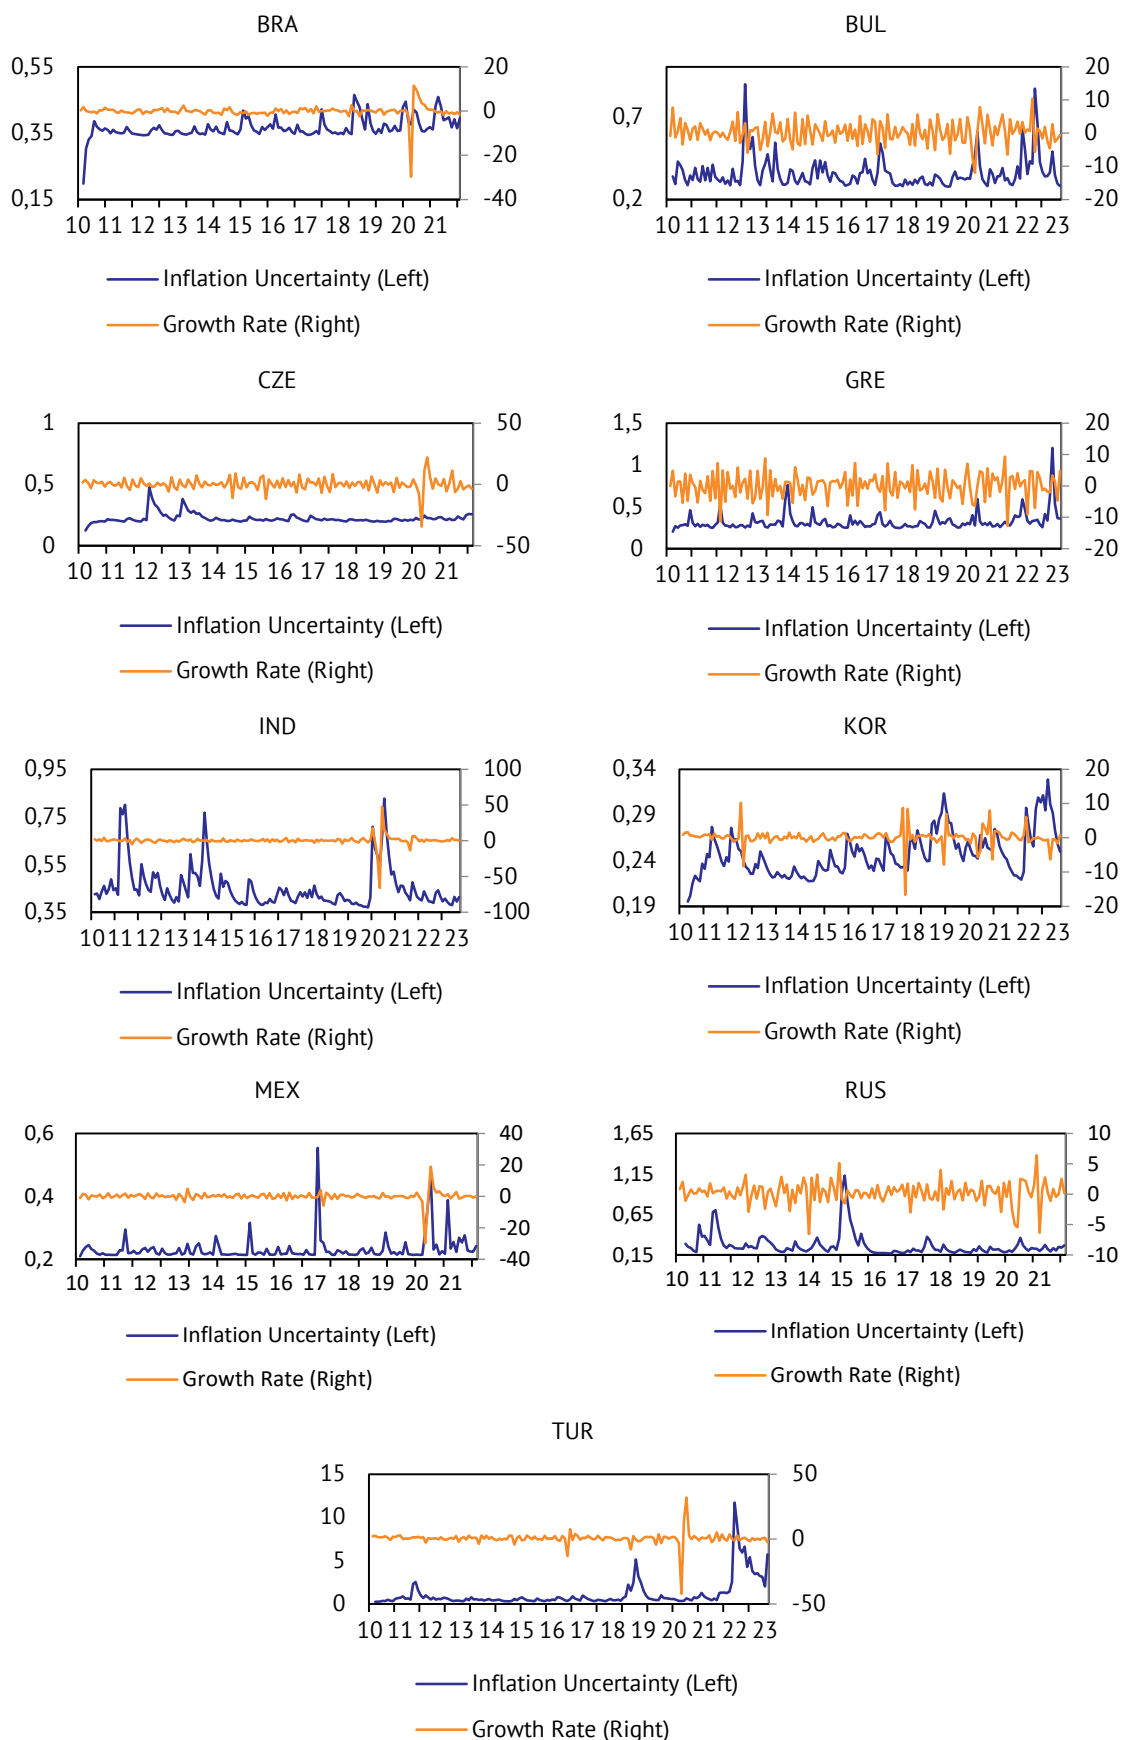 BRA
0,55
0,35
0,15
20
0
-20
-40
10 11 12 13 14 15 16 17 18 19 20 21
Inflation Uncertainty (Left)
Growth Rate (Right)
BUL
0,7
0,2
20
10
0
-10
-20
10 11 12 13 14 15 16 17 18 19 20 21 22 23
Inflation Uncertainty (Left)
Growth Rate (Right)
CZE
1
0,5
0
50
0
-50
10 11 12 13 14 15 16 17 18 19 20 21
Inflation Uncertainty (Left)
Growth Rate (Right)
GRE
1,5
1
0,5
0
20
10
0
-10
-20
10 11 12 13 14 15 16 17 18 19 20 21 22 23
Inflation Uncertainty (Left)
Growth Rate (Right)
IND
0,95
0,75
0,55
0,35
100
50
0
-50
-100
10 11 12 13 14 15 16 17 18 19 20 21 22 23
Inflation Uncertainty (Left)
Growth Rate (Right)
KOR
0,34
0,29
0,24
0,19
20
10
0
-10
-20
10 11 12 13 14 15 16 17 18 19 20 21 22 23
Inflation Uncertainty (Left)
Growth Rate (Right)
MEX
0,6
0,4
0,2
40
20
0
-20
-40
10 11 12 13 14 15 16 17 18 19 20 21
Inflation Uncertainty (Left)
Growth Rate (Right)
RUS
1,65
1,15
0,65
0,15
10
5
0
-5
-10
10 11 12 13 14 15 16 17 18 19 20 21
Inflation Uncertainty (Left)
Growth Rate (Right)
TUR
15
10
5
0
50
0
-50
10 11 12 13 14 15 16 17 18 19 20 21 22 23
Inflation Uncertainty (Left)
Growth Rate (Right)